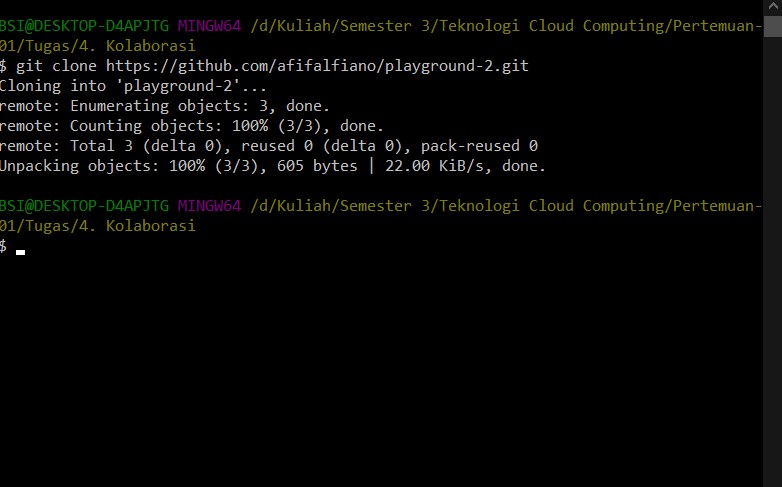 BSI@DESKTOP-D4APJTG MINGW64 /d/Kuliah/Semester 3/Teknologi Cloud Computing/Pertemuan-
01/Tugas/4. Kolaborasi
$ git clone https://github.com/afifalfiano/playground-2.git
Cloning into 'playground-2'...
remote: Enumerating objects: 3, done.
remote: Counting objects: 100% (3/3), done.
remote: Total 3 (delta 0), reused 0 (delta 0), pack-reused 0
Unpacking objects: 100% (3/3), 605 bytes | 22.00 KiB/s, done.
BSI@DESKTOP-D4APJTG MINGW64 /d/Kuliah/Semester 3/Teknologi Cloud Computing/Pertemuan-
01/Tugas/4. Kolaborasi
$